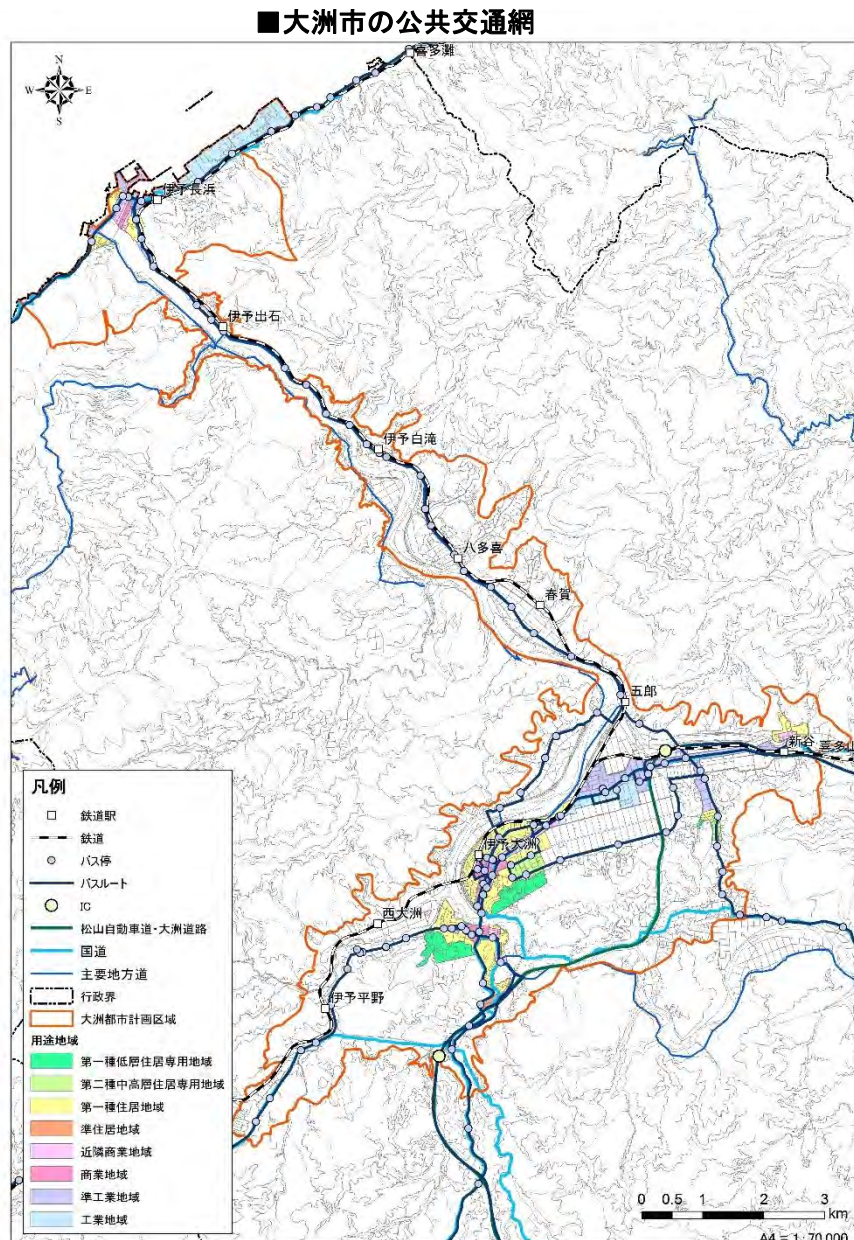 ■大洲市の公共交通網
喜多灘
N
W E
S
伊予長浜
伊予出石
伊予白滝
八多喜
春賀
五郎
新谷
喜多山
伊予大洲
西大洲
伊予平野
凡例
鉄道駅
鉄道
バス停
バスルート
IC
松山自動車道・大洲道路
国道
主要地方道
行政界
大洲都市計画区域
用途地域
第一種低層住居専用地域
第二種中高層住居専用地域
第一種住居地域
準住居地域
近隣商業地域
商業地域
準工業地域
工業地域
0 0.5 1 2 3
km
A4 = 1:70,000